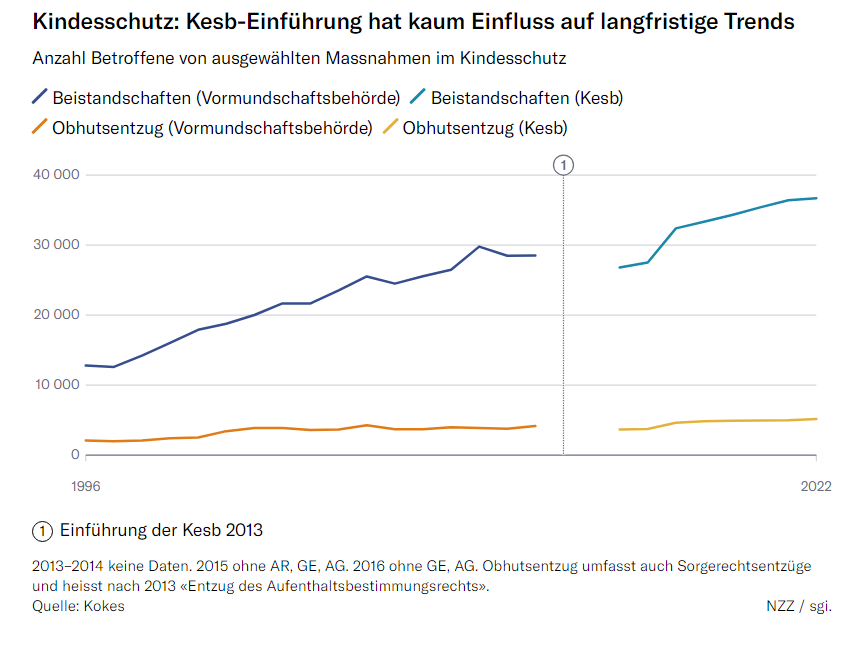 Kindesschutz: Kesb-Einführung hat kaum Einfluss auf langfristige Trends
Anzahl Betroffene von ausgewählten Massnahmen im Kindesschutz
Beistandschaften (Vormundschaftsbehörde) Beistandschaften (Kesb)
Obhutsentzug (Vormundschaftsbehörde) Obhutsentzug (Kesb)
1
40 000
30 000
20 000
10 000
0
1996 2022
1 Einführung der Kesb 2013
2013–2014 keine Daten. 2015 ohne AR, GE, AG. 2016 ohne GE, AG. Obhutsentzug umfasst auch Sorgerechtsentzüge
und heisst nach 2013 «Entzug des Aufenthaltsbestimmungsrechts».
Quelle: Kokes NZZ / sgi.